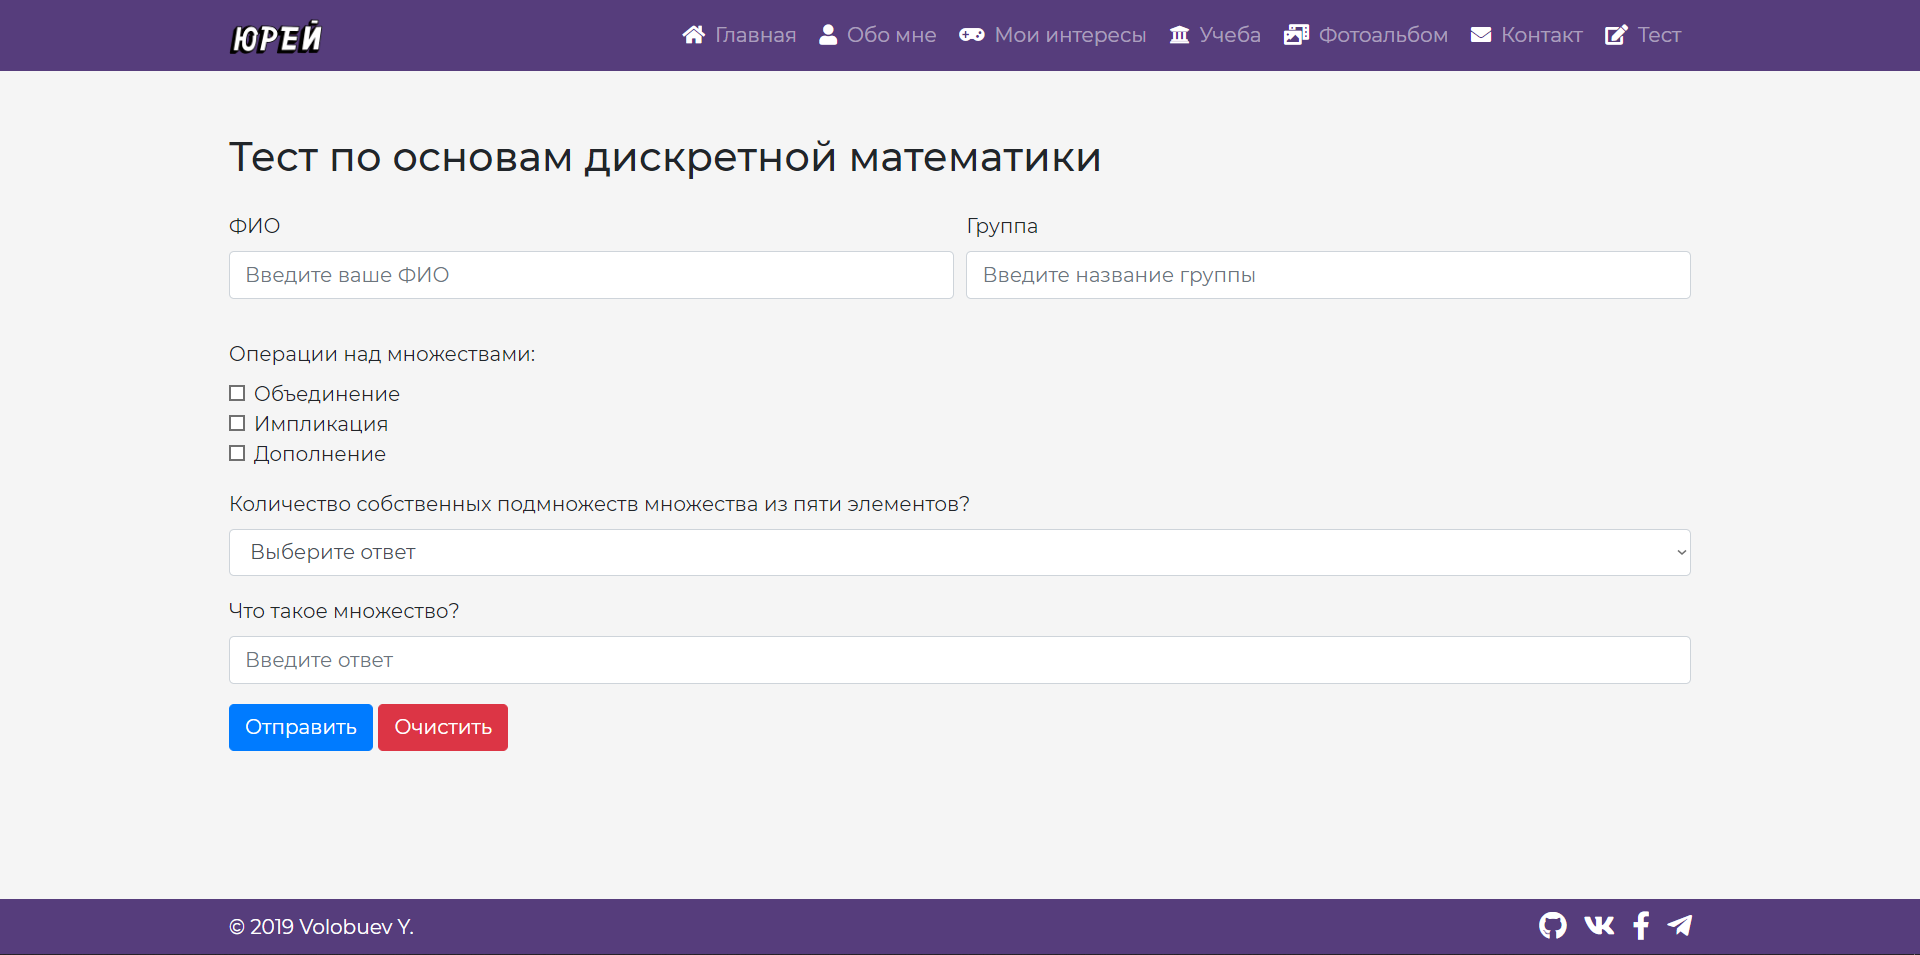 ЮРЕЙ
Главная Обо мне Мои интересы Учеба Фотоальбом Контакт Тест
Тест по основам дискретной математики
ФИО Группа
Введите ваше ФИО Введите название группы
Операции над множествами:
Объединение
Импликация
Дополнение
Количество собственных подмножеств множества из пяти элементов?
Выберите ответ
Что такое множество?
Введите ответ
Отправить Очистить
© 2019 Volobuev Y.